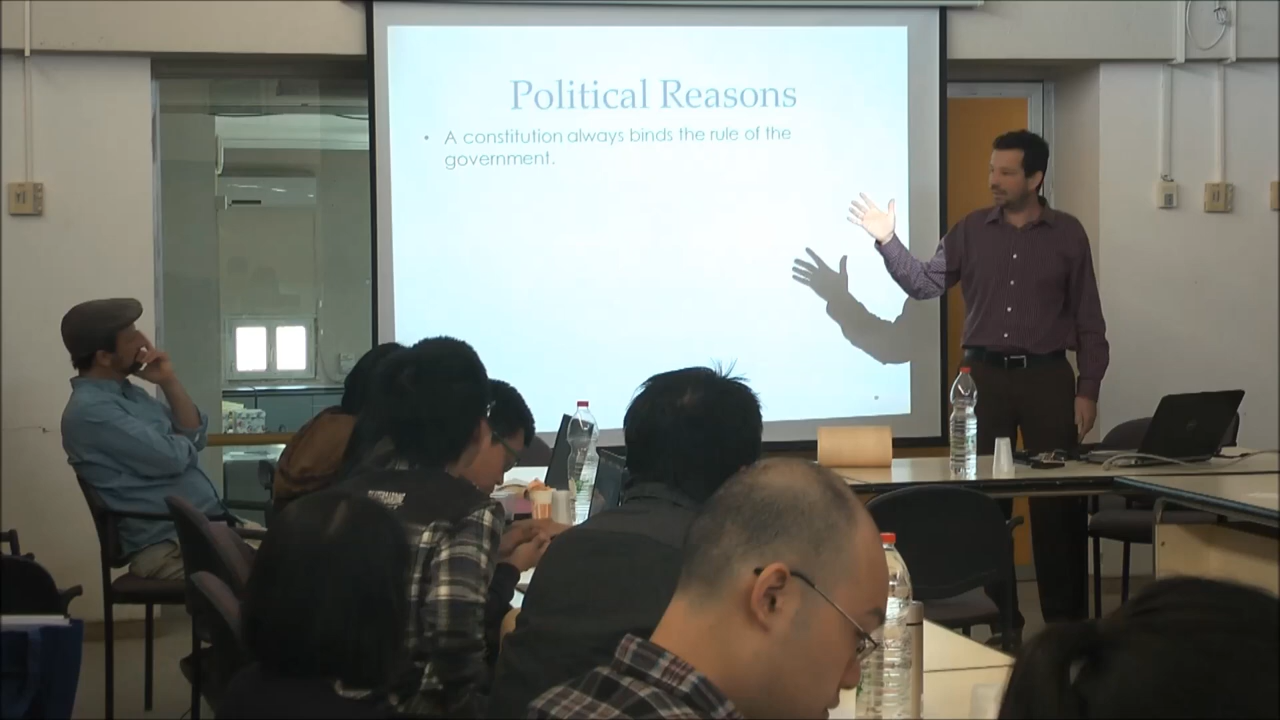 Political Reasons
• A constitution always binds the rule of the
government.